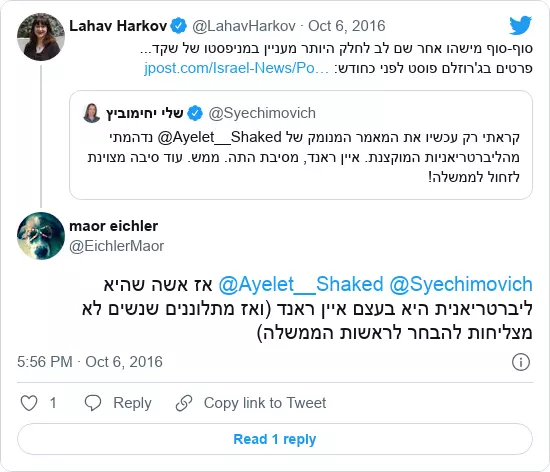 Lahav Harkov @LahavHarkov · Oct 6, 2016
סוף-סוף מישהו אחר שם לב לחלק היותר מעניין במניפסטו של שקד...
פרטים בג'רוזלם פוסט לפני כחודש: jpost.com/Israel-News/Po…
שלי יחימוביץ @Syechimovich
קראתי רק עכשיו את המאמר המנומק של @Ayelet__Shaked נדהמתי
מהליברטריאניות המוקצנת. איין ראנד, מסיבת התה. ממש. עוד סיבה מצוינת
לזחול לממשלה!
maor eichler
@EichlerMaor
@Ayelet__Shaked @Syechimovich אז אשה שהיא
ליברטריאנית היא בעצם איין ראנד (ואז מתלוננים שנשים לא
מצליחות להבחר לראשות הממשלה)
5:56 PM · Oct 6, 2016
1 Reply Copy link to Tweet
Read 1 reply